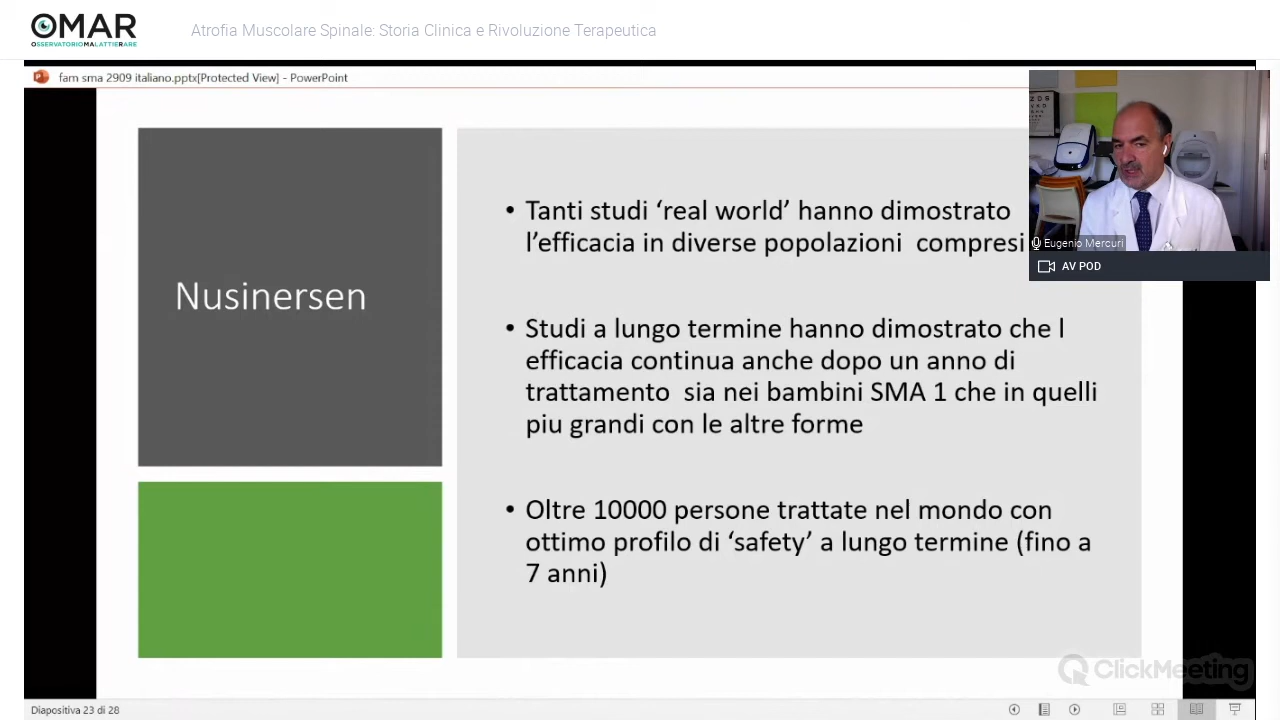 OMAR
OSSERVATORIOMALATTIERARE
Atrofia Muscolare Spinale: Storia Clinica e Rivoluzione Terapeutica
fam sma 2909 italiano.pptx[Protected View] - PowerPoint
Nusinersen
• Tanti studi ‘real world’ hanno dimostrato
l’efficacia in diverse popolazioni compresi
• Studi a lungo termine hanno dimostrato che l
efficacia continua anche dopo un anno di
trattamento sia nei bambini SMA 1 che in quelli
piu grandi con le altre forme
• Oltre 10000 persone trattate nel mondo con
ottimo profilo di ‘safety’ a lungo termine (fino a
7 anni)
Eugenio Mercuri
AV POD
ClickMeeting
Diapositiva 23 di 28